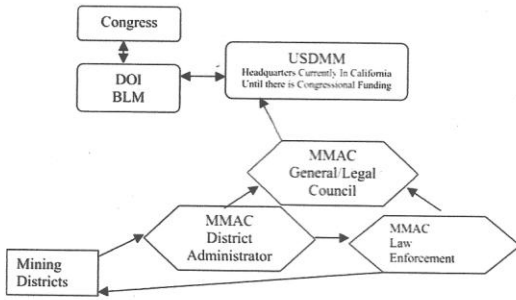 Congress
DOI
BLM
USDMM
Headquarters Currently In California
Until there is Congressional Funding
MMAC
General/Legal
Council
MMAC
District
Administrator
MMAC
Law
Enforcement
Mining
Districts